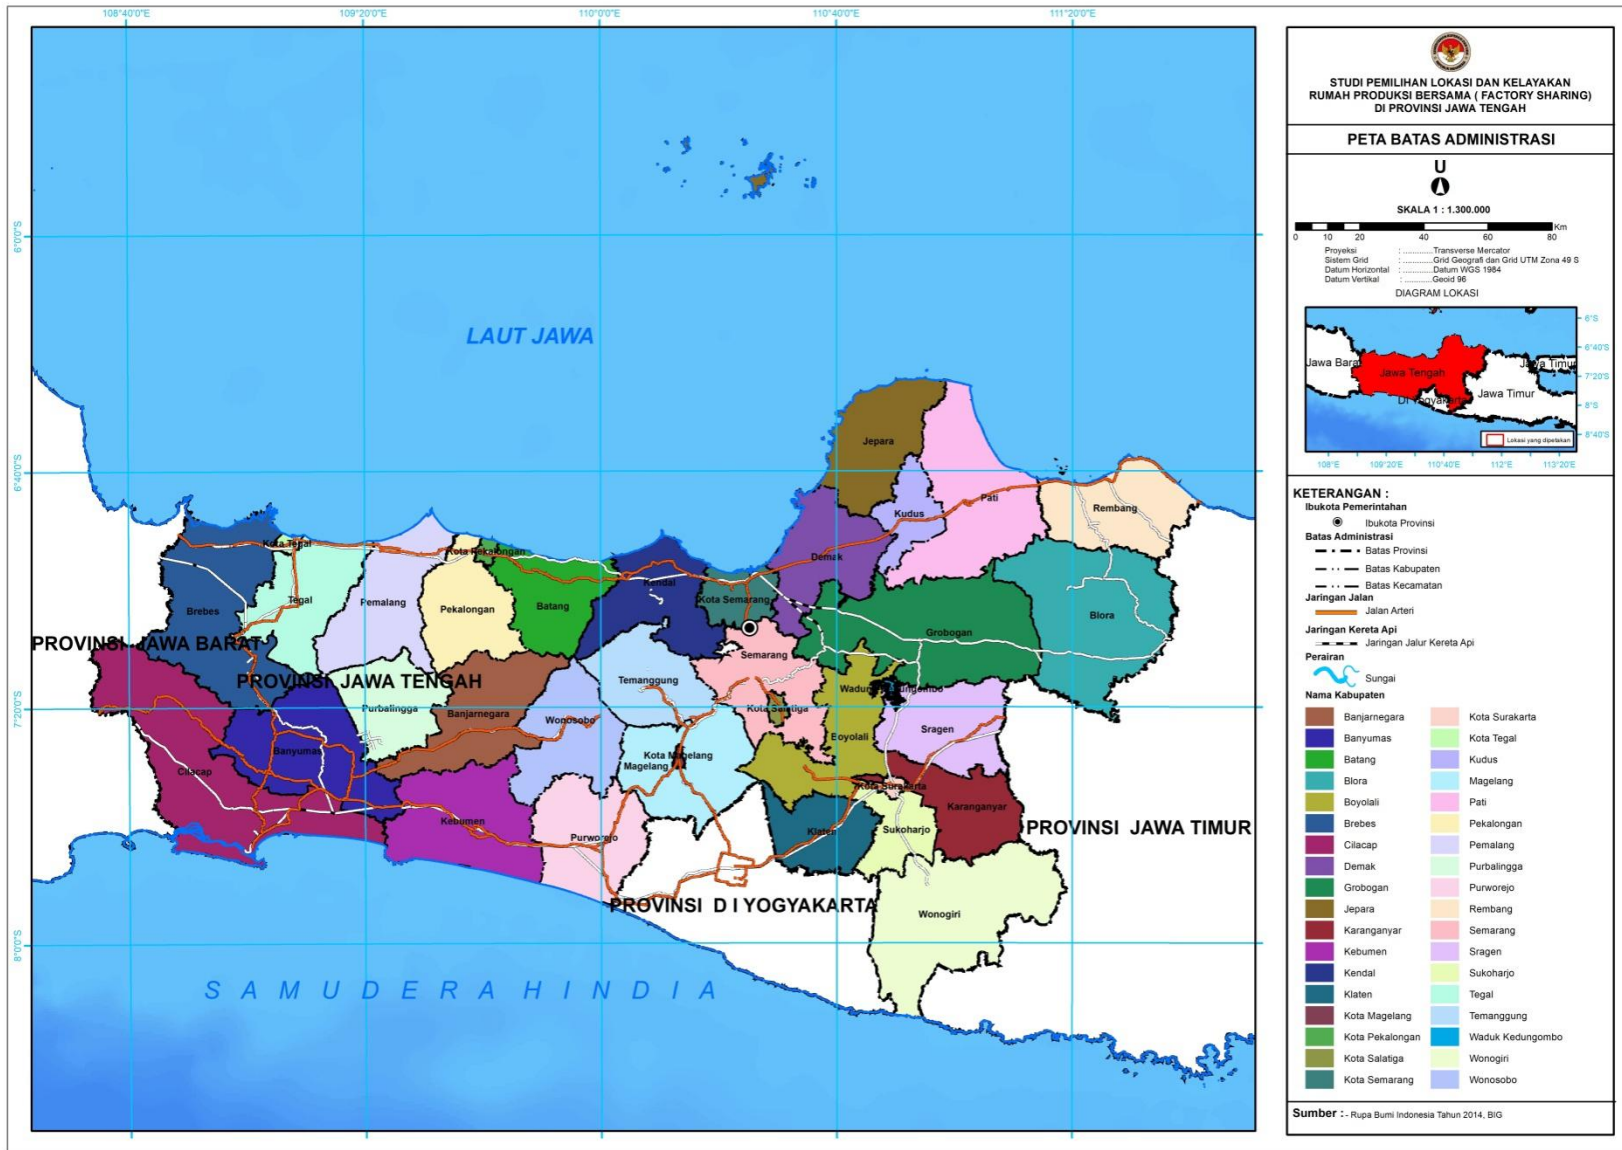 108°40'0"E
109°20'0"E
110°0'0"E
110°40'0"E
111°20'0"E
6°0'0"S
6°40'0"S
7°20'0"S
8°0'0"S
LAUT JAWA
Jepara
Kudus
Pati
Rembang
Demak
Kota Tegal
Kota Pekalongan
Kendal
Kota Semarang
Brebes
Tegal
Pemalang
Pekalongan
Batang
Grobogan
Blora
PROVINSI JAWA BARAT
PROVINSI JAWA TENGAH
Semarang
Temanggung
Purbalingga
Banjarnegara
Wonosobo
Kota Salatiga
Boyolali
Sragen
Banyumas
Cilacap
Kota Magelang
Magelang
Kota Surakarta
Karanganyar
Kebumen
Purworejo
Klaten
Sukoharjo
PROVINSI JAWA TIMUR
PROVINSI D I YOGYAKARTA
Wonogiri
SAMUDERA HINDIA
STUDI PEMILIHAN LOKASI DAN KELAYAKAN
RUMAH PRODUKSI BERSAMA ( FACTORY SHARING)
DI PROVINSI JAWA TENGAH
PETA BATAS ADMINISTRASI
U
SKALA 1 : 1.300.000
0 10 20 40 60 80 Km
Proyeksi : ............Transverse Mercator
Sistem Grid : ............Grid Geografi dan Grid UTM Zona 49 S
Datum Horizontal : ............Datum WGS 1984
Datum Vertikal : ...........Geoid 96
DIAGRAM LOKASI
6°S
6°40'S
7°20'S
8°S
8°40'S
Jawa Tengah
Jawa Timur
Jawa Timur
Lokasi yang dipetakan
108°E
109°20'E
110°40'E
112°E
113°20'E
KETERANGAN :
Ibukota Pemerintahan
Ibukota Provinsi
Batas Administrasi
Batas Provinsi
Batas Kabupaten
Batas Kecamatan
Jaringan Jalan
Jalan Arteri
Jaringan Kereta Api
Jaringan Jalur Kereta Api
Perairan
Sungai
Nama Kabupaten
Banjarnegara
Banyumas
Batang
Blora
Boyolali
Brebes
Cilacap
Demak
Grobogan
Jepara
Karanganyar
Kebumen
Kendal
Klaten
Kota Magelang
Kota Pekalongan
Kota Salatiga
Kota Semarang
Kota Surakarta
Kota Tegal
Kudus
Magelang
Pati
Pekalongan
Pemalang
Purbalingga
Purworejo
Rembang
Semarang
Sragen
Sukoharjo
Tegal
Temanggung
Waduk Kedungombo
Wonogiri
Wonosobo
Sumber : - Rupa Bumi Indonesia Tahun 2014, BIG